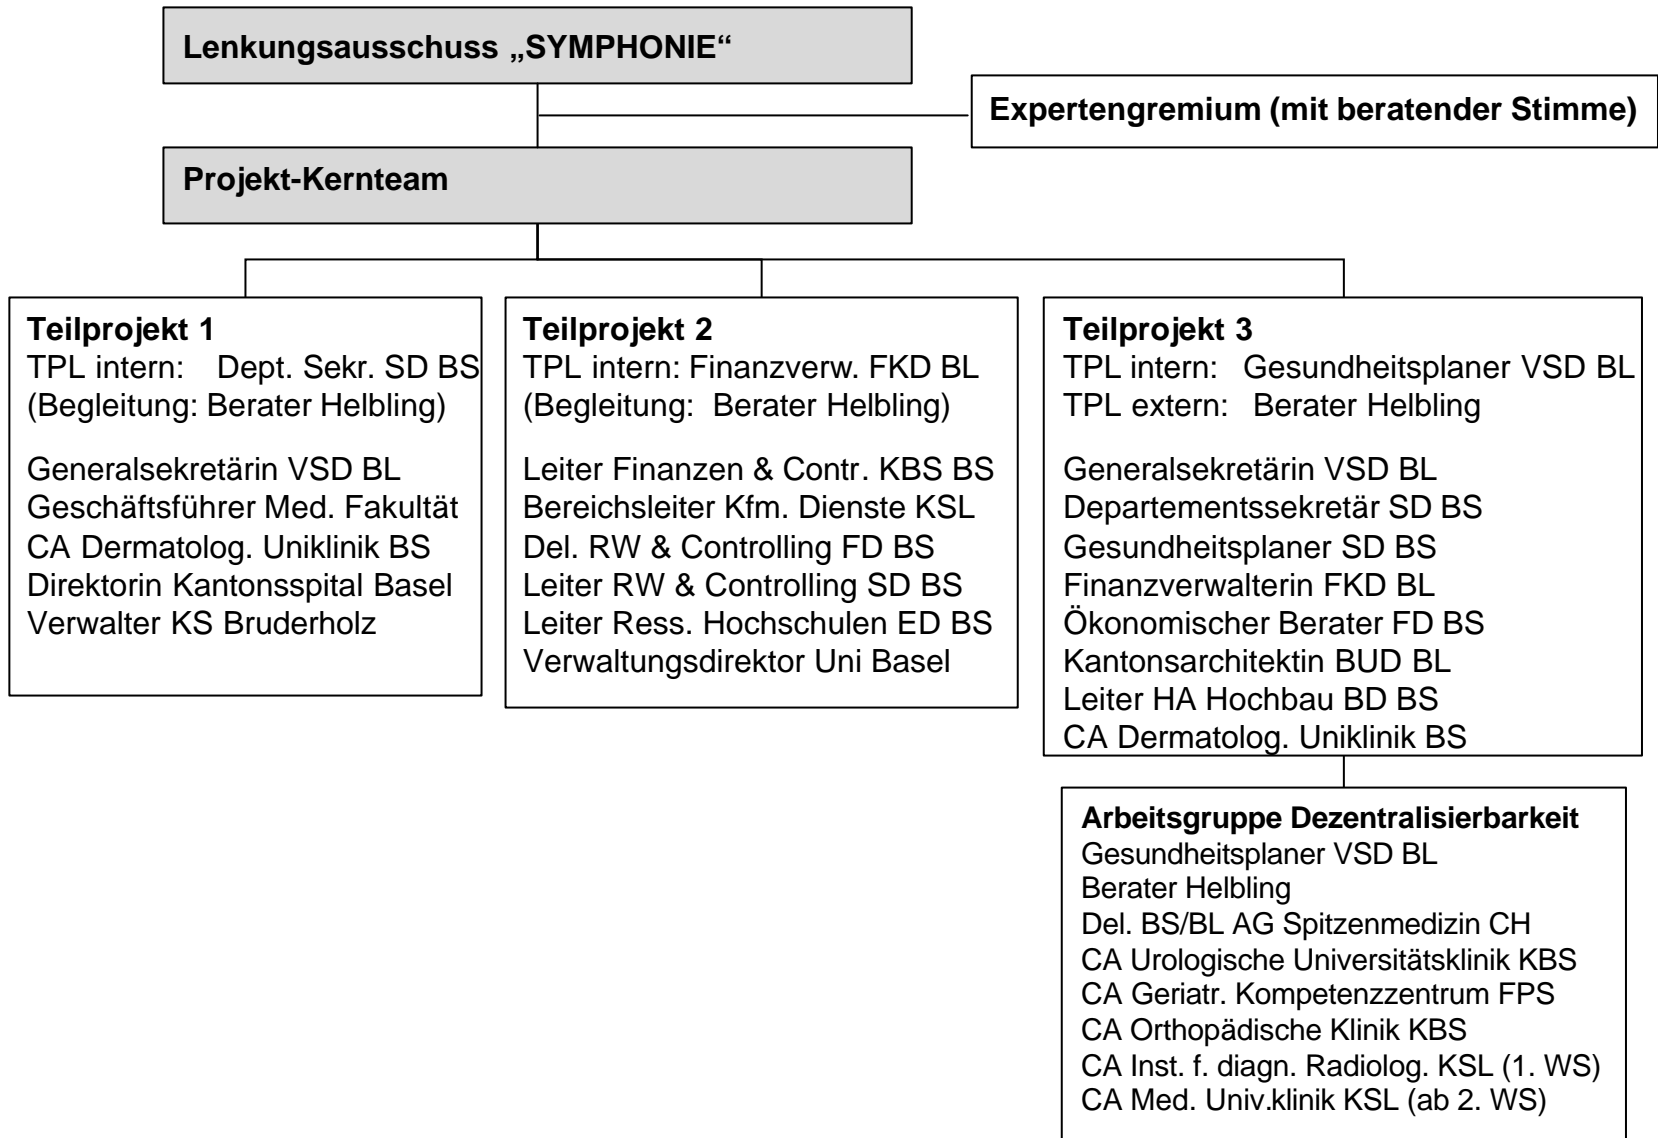 Lenkungsausschuss „SYMPHONIE“
Expertengremium (mit beratender Stimme)
Projekt-Kernteam
Teilprojekt 1
TPL intern: Dept. Sekr. SD BS
(Begleitung: Berater Helbling)
Generalsekretärin VSD BL
Geschäftsführer Med. Fakultät
CA Dermatolog. Uniklinik BS
Direktorin Kantonsspital Basel
Verwalter KS Bruderholz
Teilprojekt 2
TPL intern: Finanzverw. FKD BL
(Begleitung: Berater Helbling)
Leiter Finanzen & Contr. KBS BS
Bereichsleiter Kfm. Dienste KSL
Del. RW & Controlling FD BS
Leiter RW & Controlling SD BS
Leiter Ress. Hochschulen ED BS
Verwaltungsdirektor Uni Basel
Teilprojekt 3
TPL intern: Gesundheitsplaner VSD BL
TPL extern: Berater Helbling
Generalsekretärin VSD BL
Departementssekretär SD BS
Gesundheitsplaner SD BS
Finanzverwalterin FKD BL
Ökonomischer Berater FD BS
Kantonsarchitektin BUD BL
Leiter HA Hochbau BD BS
CA Dermatolog. Uniklinik BS
Arbeitsgruppe Dezentralisierbarkeit
Gesundheitsplaner VSD BL
Berater Helbling
Del. BS/BL AG Spitzenmedizin CH
CA Urologische Universitätsklinik KBS
CA Geriatr. Kompetenzzentrum FPS
CA Orthopädische Klinik KBS
CA Inst. f. diagn. Radiolog. KSL (1. WS)
CA Med. Univ.klinik KSL (ab 2. WS)